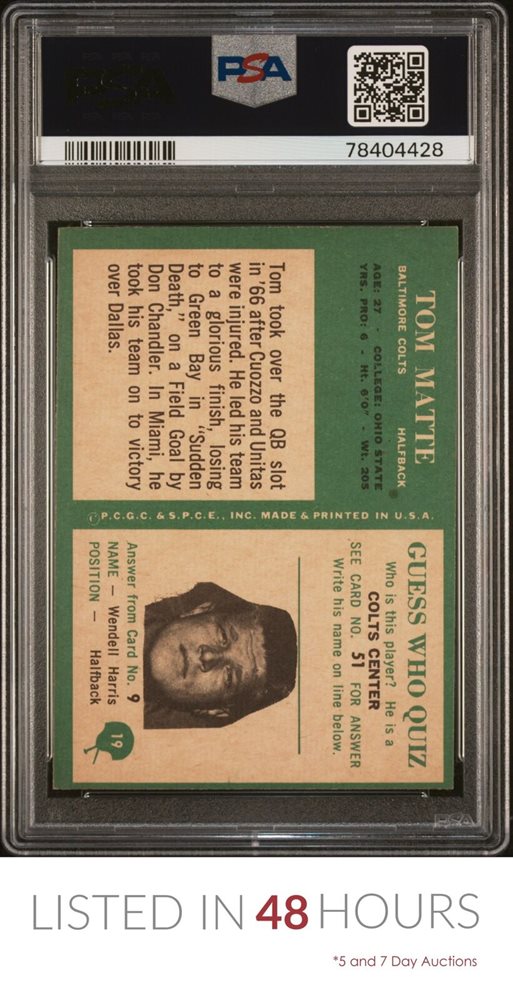 PSA
PSA
78404428
TOM MATTE
BALTIMORE COLTS HALFBACK
AGE: 27 - COLLEGE: OHIO STATE
YRS. PRO: 6 - Ht. 6'0" - Wt. 205
Tom took over the QB slot
in '66 after Cuozzo and Unitas
were injured. He led his team
to a glorious finish, losing
to Green Bay in "Sudden
Death," on a Field Goal by
Don Chandler. In Miami, he
took his team on to victory
over Dallas.
©P.C.G.C. & S.P.C.E., INC. MADE & PRINTED IN U.S.A.
GUESS WHO QUIZ
Who is this player? He is a
COLTS CENTER
SEE CARD NO. 51 FOR ANSWER
Write his name on line below.
Answer from Card No. 9
NAME — Wendell Harris
POSITION — Halfback
19
PSA
LISTED IN 48 HOURS
*5 and 7 Day Auctions